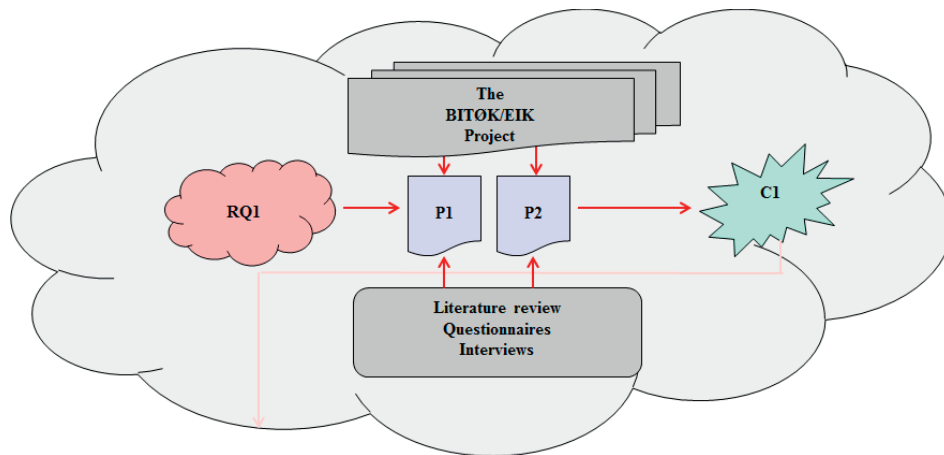 The
BITØK/EIK
Project
RQ1
P1
P2
C1
Literature review
Questionnaires
Interviews